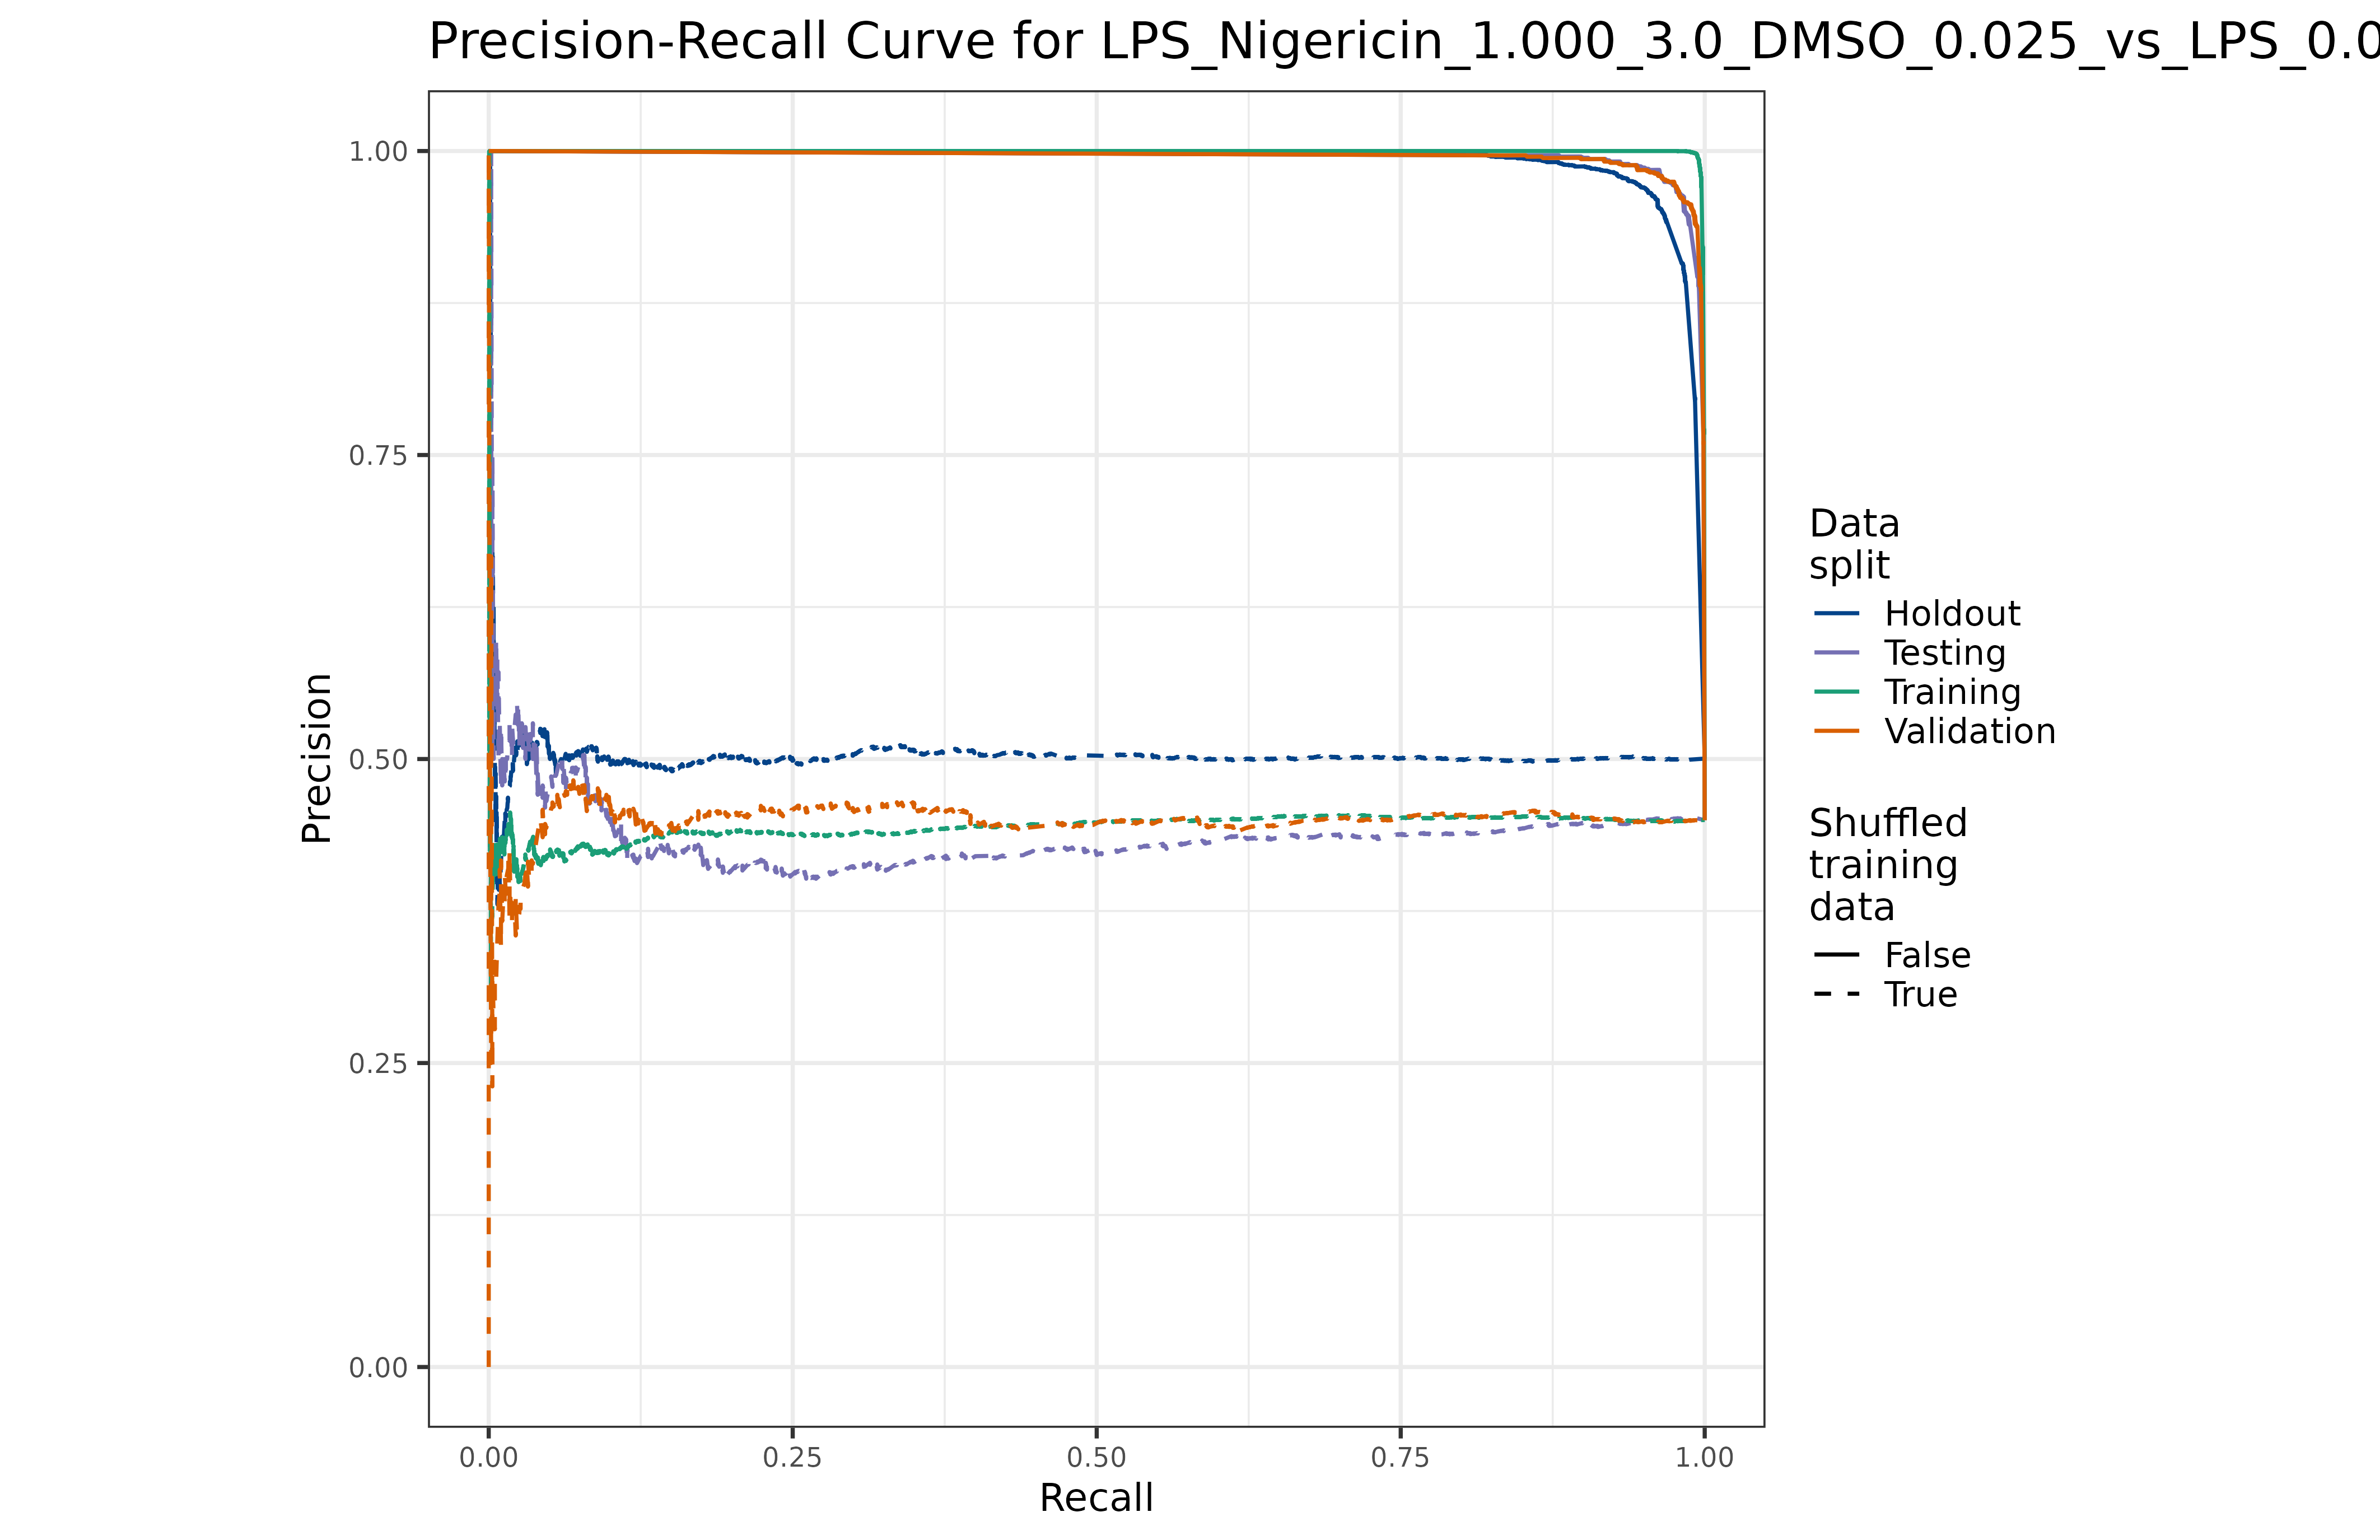 Precision-Recall Curve for LPS_Nigericin_1.000_3.0_DMSO_0.025_vs_LPS_0.0
1.00
0.75
0.50
0.25
0.00
Precision
0.00 0.25 0.50 0.75 1.00
Recall
Data
split
Holdout
Testing
Training
Validation
Shuffled
training
data
False
True